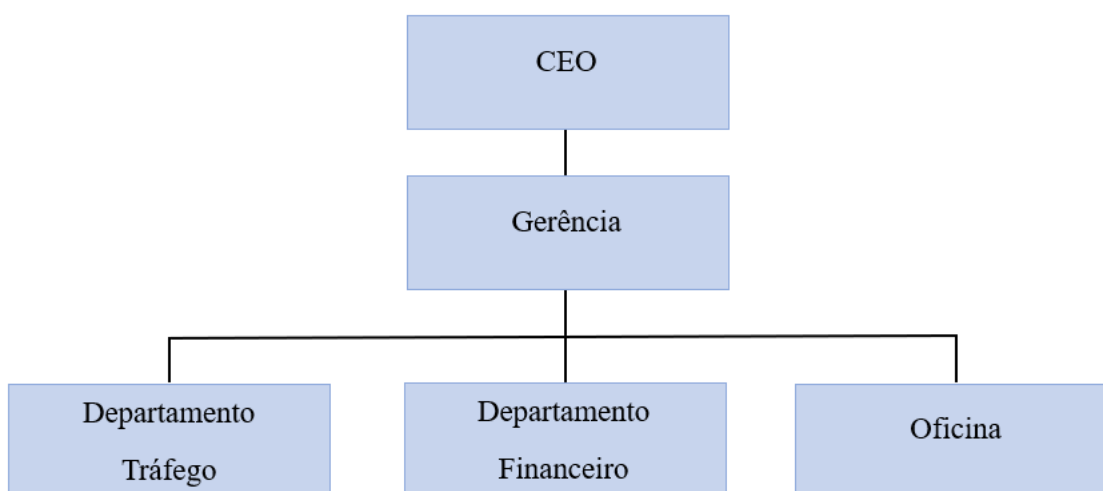 CEO
Gerência
Departamento
Tráfego
Departamento
Financeiro
Oficina